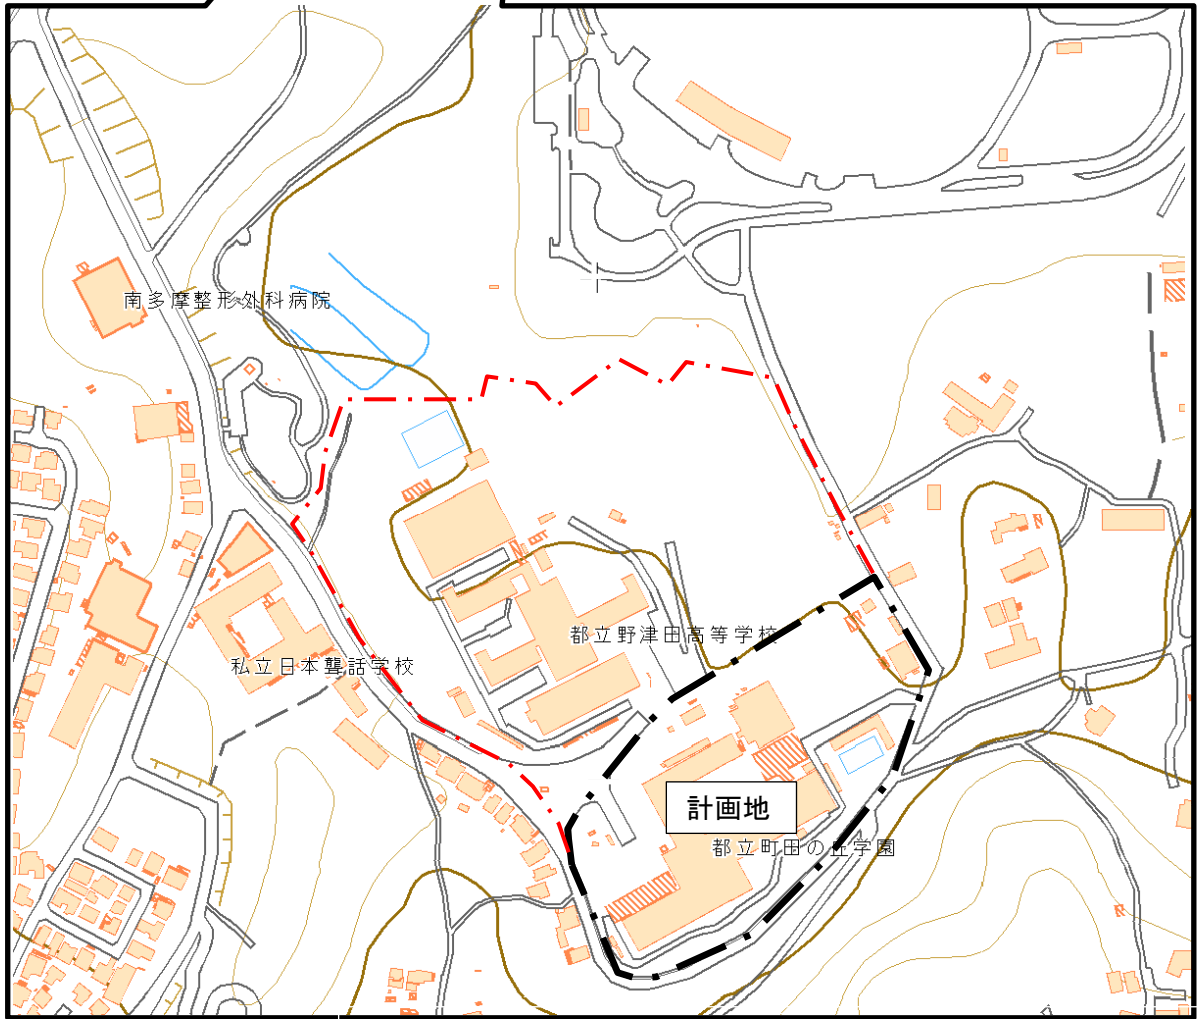 南多摩整形外科病院
都立野津田高等学校
私立日本聾話学校
計画地
都立町田の丘学園